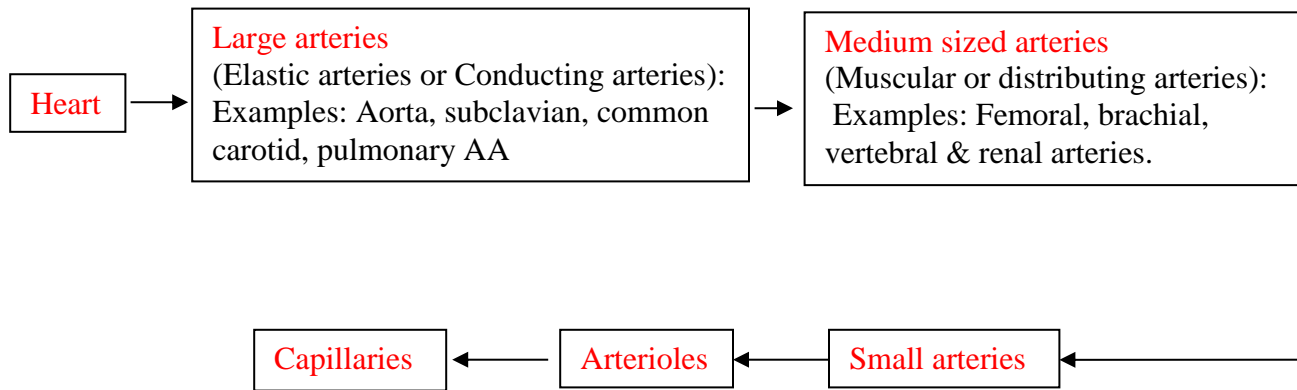 Heart
Large arteries
(Elastic arteries or Conducting arteries):
Examples: Aorta, subclavian, common
carotid, pulmonary AA
Medium sized arteries
(Muscular or distributing arteries):
Examples: Femoral, brachial,
vertebral & renal arteries.
Small arteries
Arterioles
Capillaries